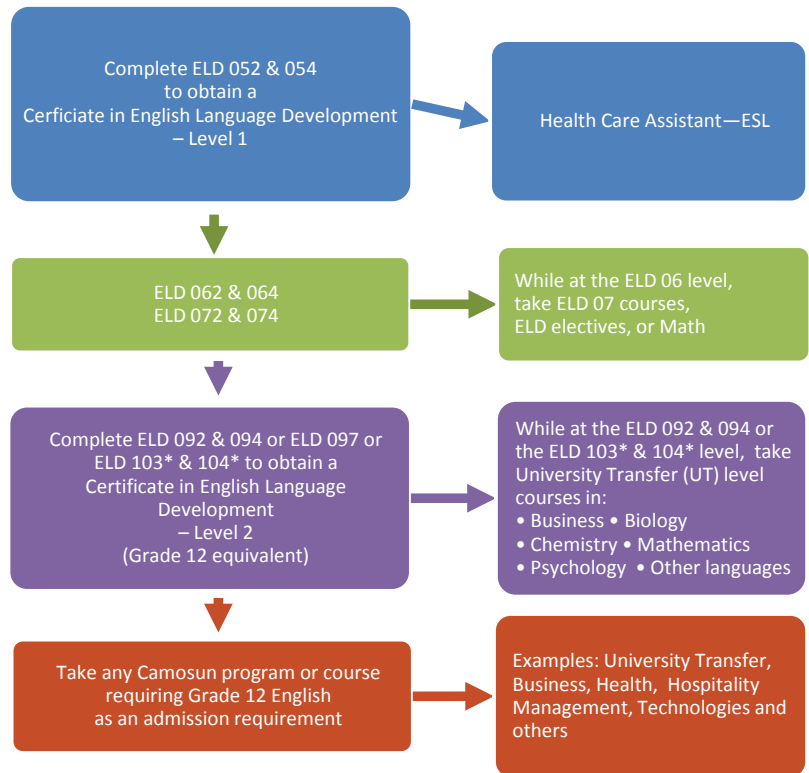 Complete ELD 052 & 054
to obtain a
Cerficiate in English Language Development
– Level 1
Health Care Assistant—ESL
ELD 062 & 064
ELD 072 & 074
While at the ELD 06 level,
take ELD 07 courses,
ELD electives, or Math
Complete ELD 092 & 094 or ELD 097 or
ELD 103* & 104* to obtain a
Certificate in English Language
Development
– Level 2
(Grade 12 equivalent)
While at the ELD 092 & 094 or
the ELD 103* & 104* level, take
University Transfer (UT) level
courses in:
• Business • Biology
• Chemistry • Mathematics
• Psychology • Other languages
Take any Camosun program or course
requiring Grade 12 English
as an admission requirement
Examples: University Transfer,
Business, Health, Hospitality
Management, Technologies and
others